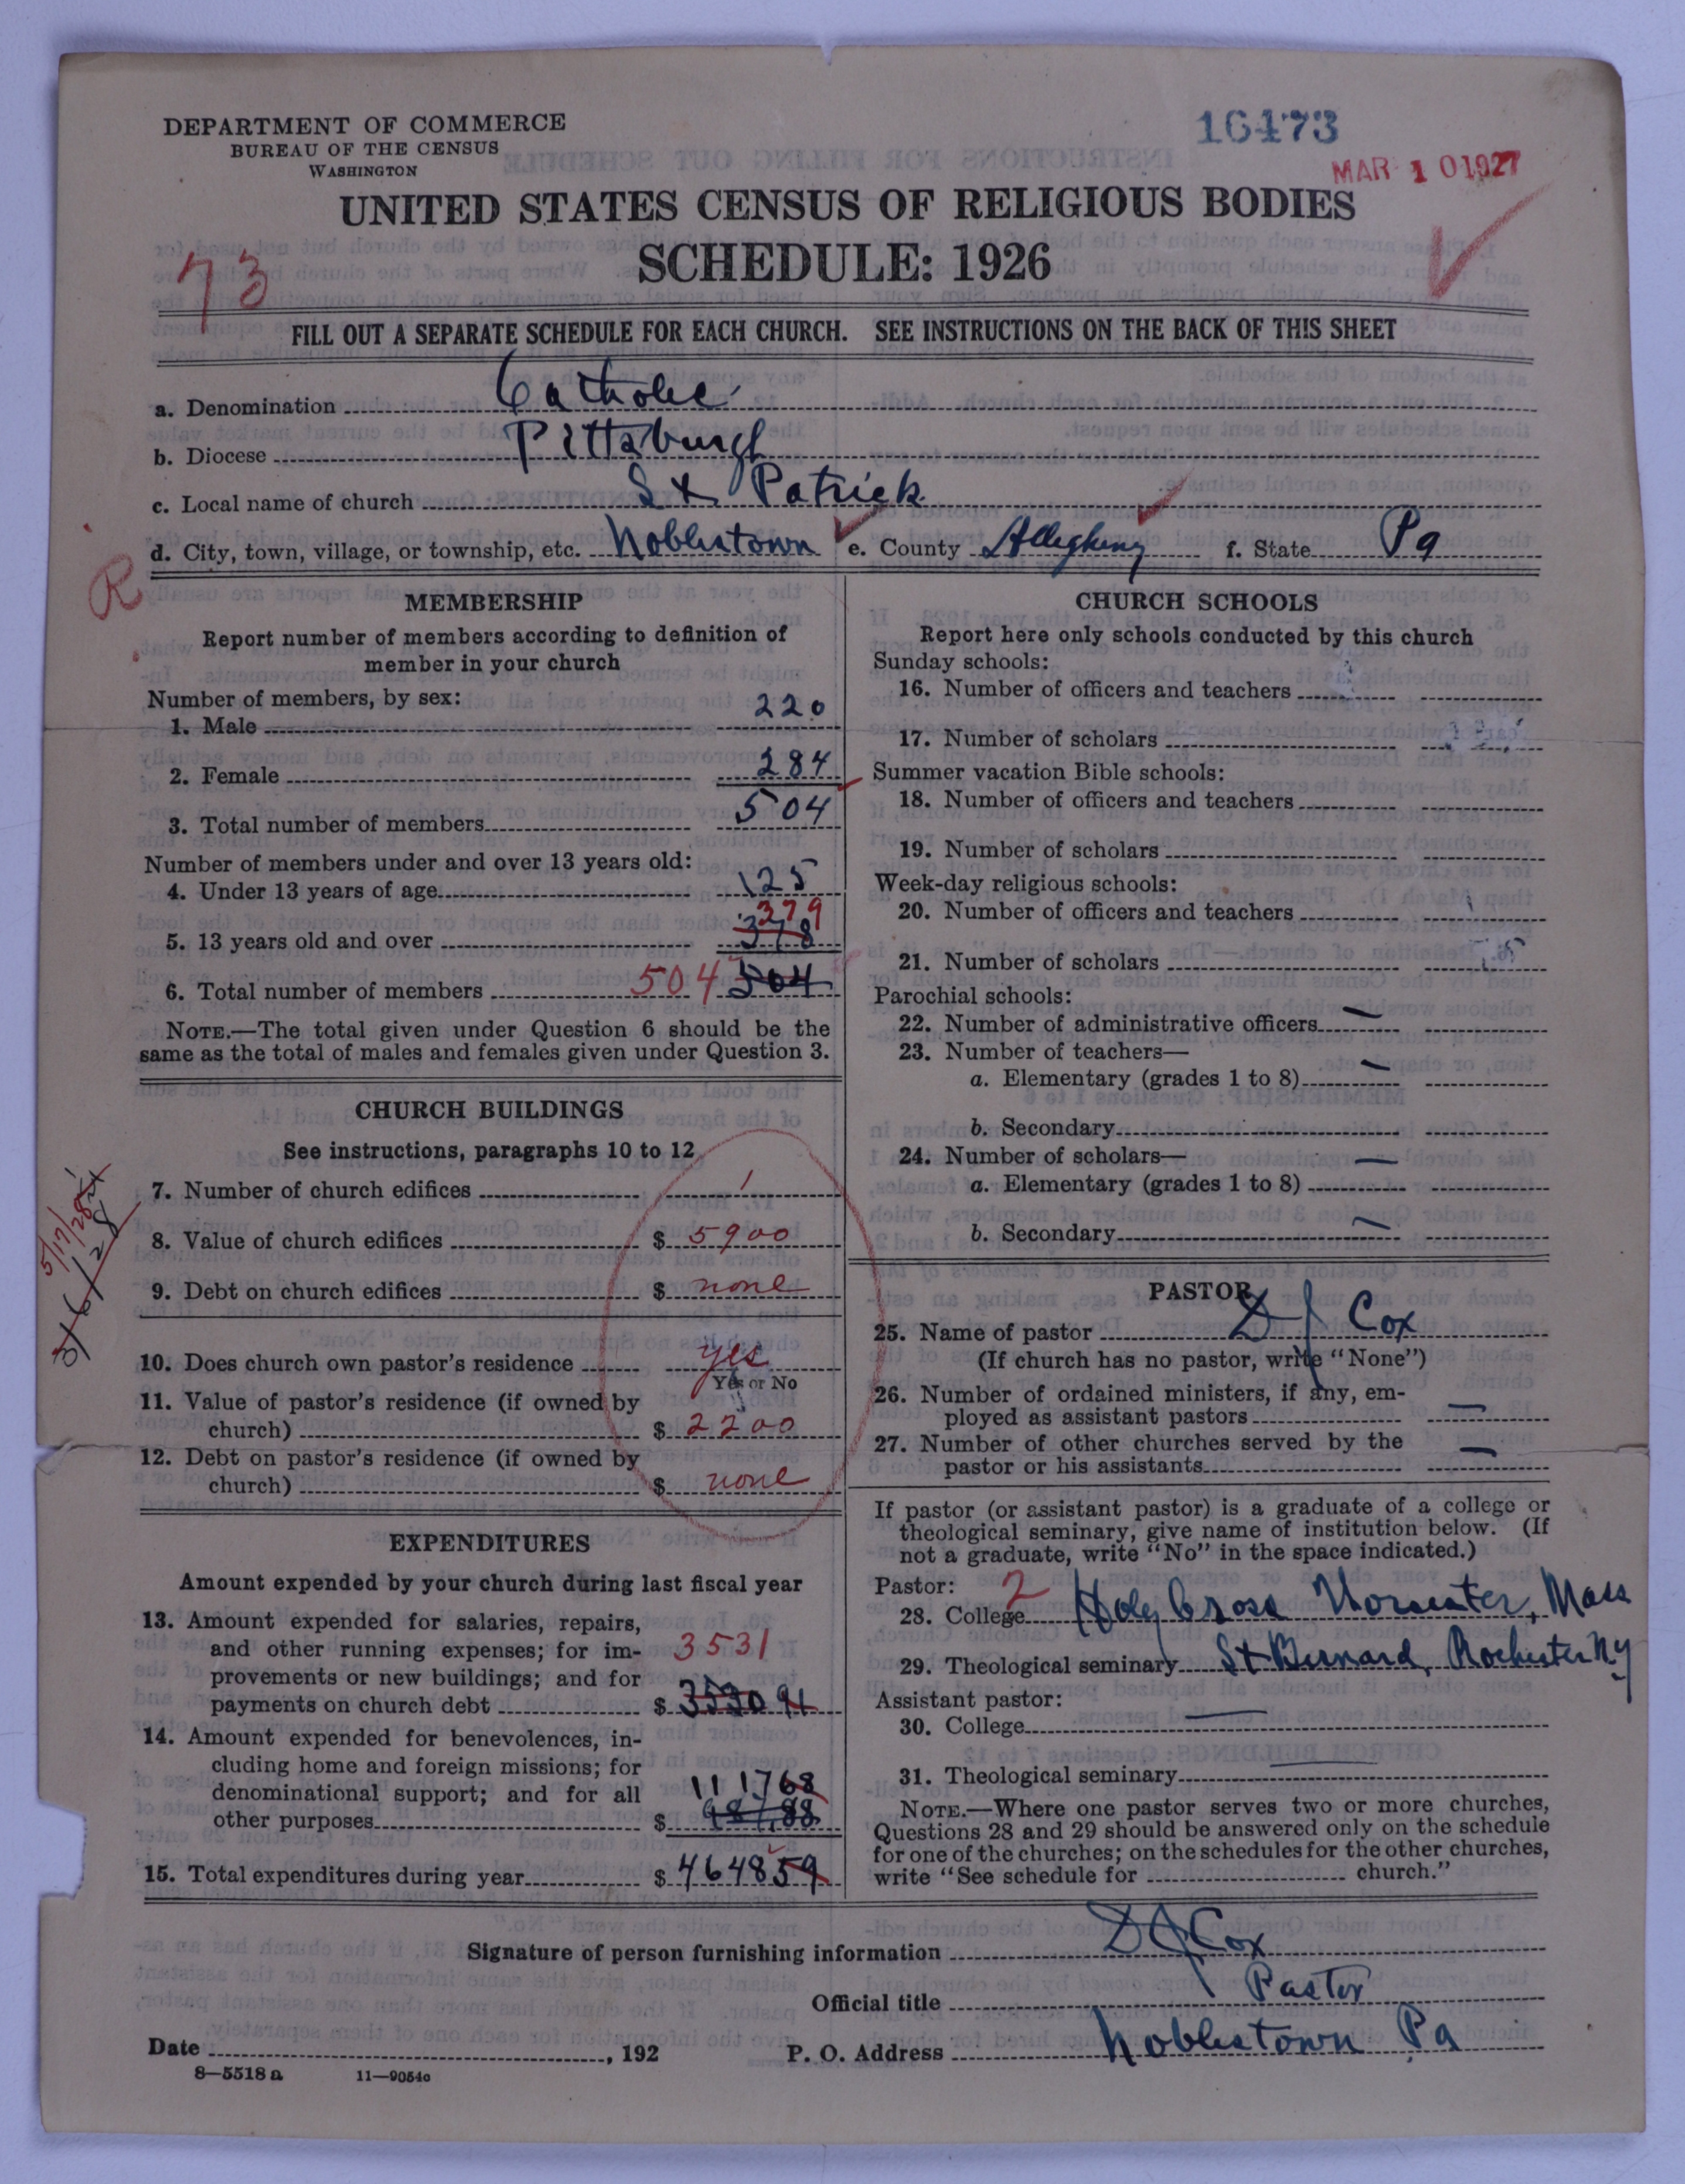 DEPARTMENT OF COMMERCE
BUREAU OF THE CENSUS
WASHINGTON
16473
MAR 10 1927
UNITED STATES CENSUS OF RELIGIOUS BODIES
SCHEDULE: 1926
73
FILL OUT A SEPARATE SCHEDULE FOR EACH CHURCH. SEE INSTRUCTIONS ON THE BACK OF THIS SHEET
a. Denomination Catholic
b. Diocese Pittsburgh
c. Local name of church St Patrick
d. City, town, village, or township, etc. Noblestown e. County Allegheny f. State Pa
R
MEMBERSHIP
Report number of members according to definition of
member in your church
Number of members, by sex:
1. Male 220
2. Female 284
3. Total number of members 504
Number of members under and over 13 years old:
4. Under 13 years of age 125
379
5. 13 years old and over 378
6. Total number of members 504 504
NOTE.—The total given under Question 6 should be the
same as the total of males and females given under Question 3.
CHURCH BUILDINGS
See instructions, paragraphs 10 to 12
7. Number of church edifices 1
8. Value of church edifices $ 5900
9. Debt on church edifices $ none
10. Does church own pastor's residence yes
Yes or No
11. Value of pastor's residence (if owned by
church) $ 2200
12. Debt on pastor's residence (if owned by
church) $ none
5/17/28
3/6/28
EXPENDITURES
Amount expended by your church during last fiscal year
13. Amount expended for salaries, repairs,
and other running expenses; for im- 3531
provements or new buildings; and for
payments on church debt $ 3530 91
14. Amount expended for benevolences, in-
cluding home and foreign missions; for
denominational support; and for all 1117 68
other purposes $
15. Total expenditures during year $ 4648 59
CHURCH SCHOOLS
Report here only schools conducted by this church
Sunday schools:
16. Number of officers and teachers
17. Number of scholars
Summer vacation Bible schools:
18. Number of officers and teachers
19. Number of scholars
Week-day religious schools:
20. Number of officers and teachers
21. Number of scholars
Parochial schools:
22. Number of administrative officers —
23. Number of teachers—
a. Elementary (grades 1 to 8) —
b. Secondary
24. Number of scholars—
a. Elementary (grades 1 to 8) —
b. Secondary —
PASTOR
25. Name of pastor D J Cox
(If church has no pastor, write "None")
26. Number of ordained ministers, if any, em-
ployed as assistant pastors —
27. Number of other churches served by the
pastor or his assistants —
If pastor (or assistant pastor) is a graduate of a college or
theological seminary, give name of institution below. (If
not a graduate, write "No" in the space indicated.)
Pastor: 2
28. College Holy Cross Worcester, Mass
29. Theological seminary St Bernard, Rochester NY
Assistant pastor:
30. College —
31. Theological seminary —
NOTE.—Where one pastor serves two or more churches,
Questions 28 and 29 should be answered only on the schedule
for one of the churches; on the schedules for the other churches,
write "See schedule for church."
Signature of person furnishing information D J Cox
Official title Pastor
Date , 192 P. O. Address Noblestown Pa
8—5518 a 11—9054a